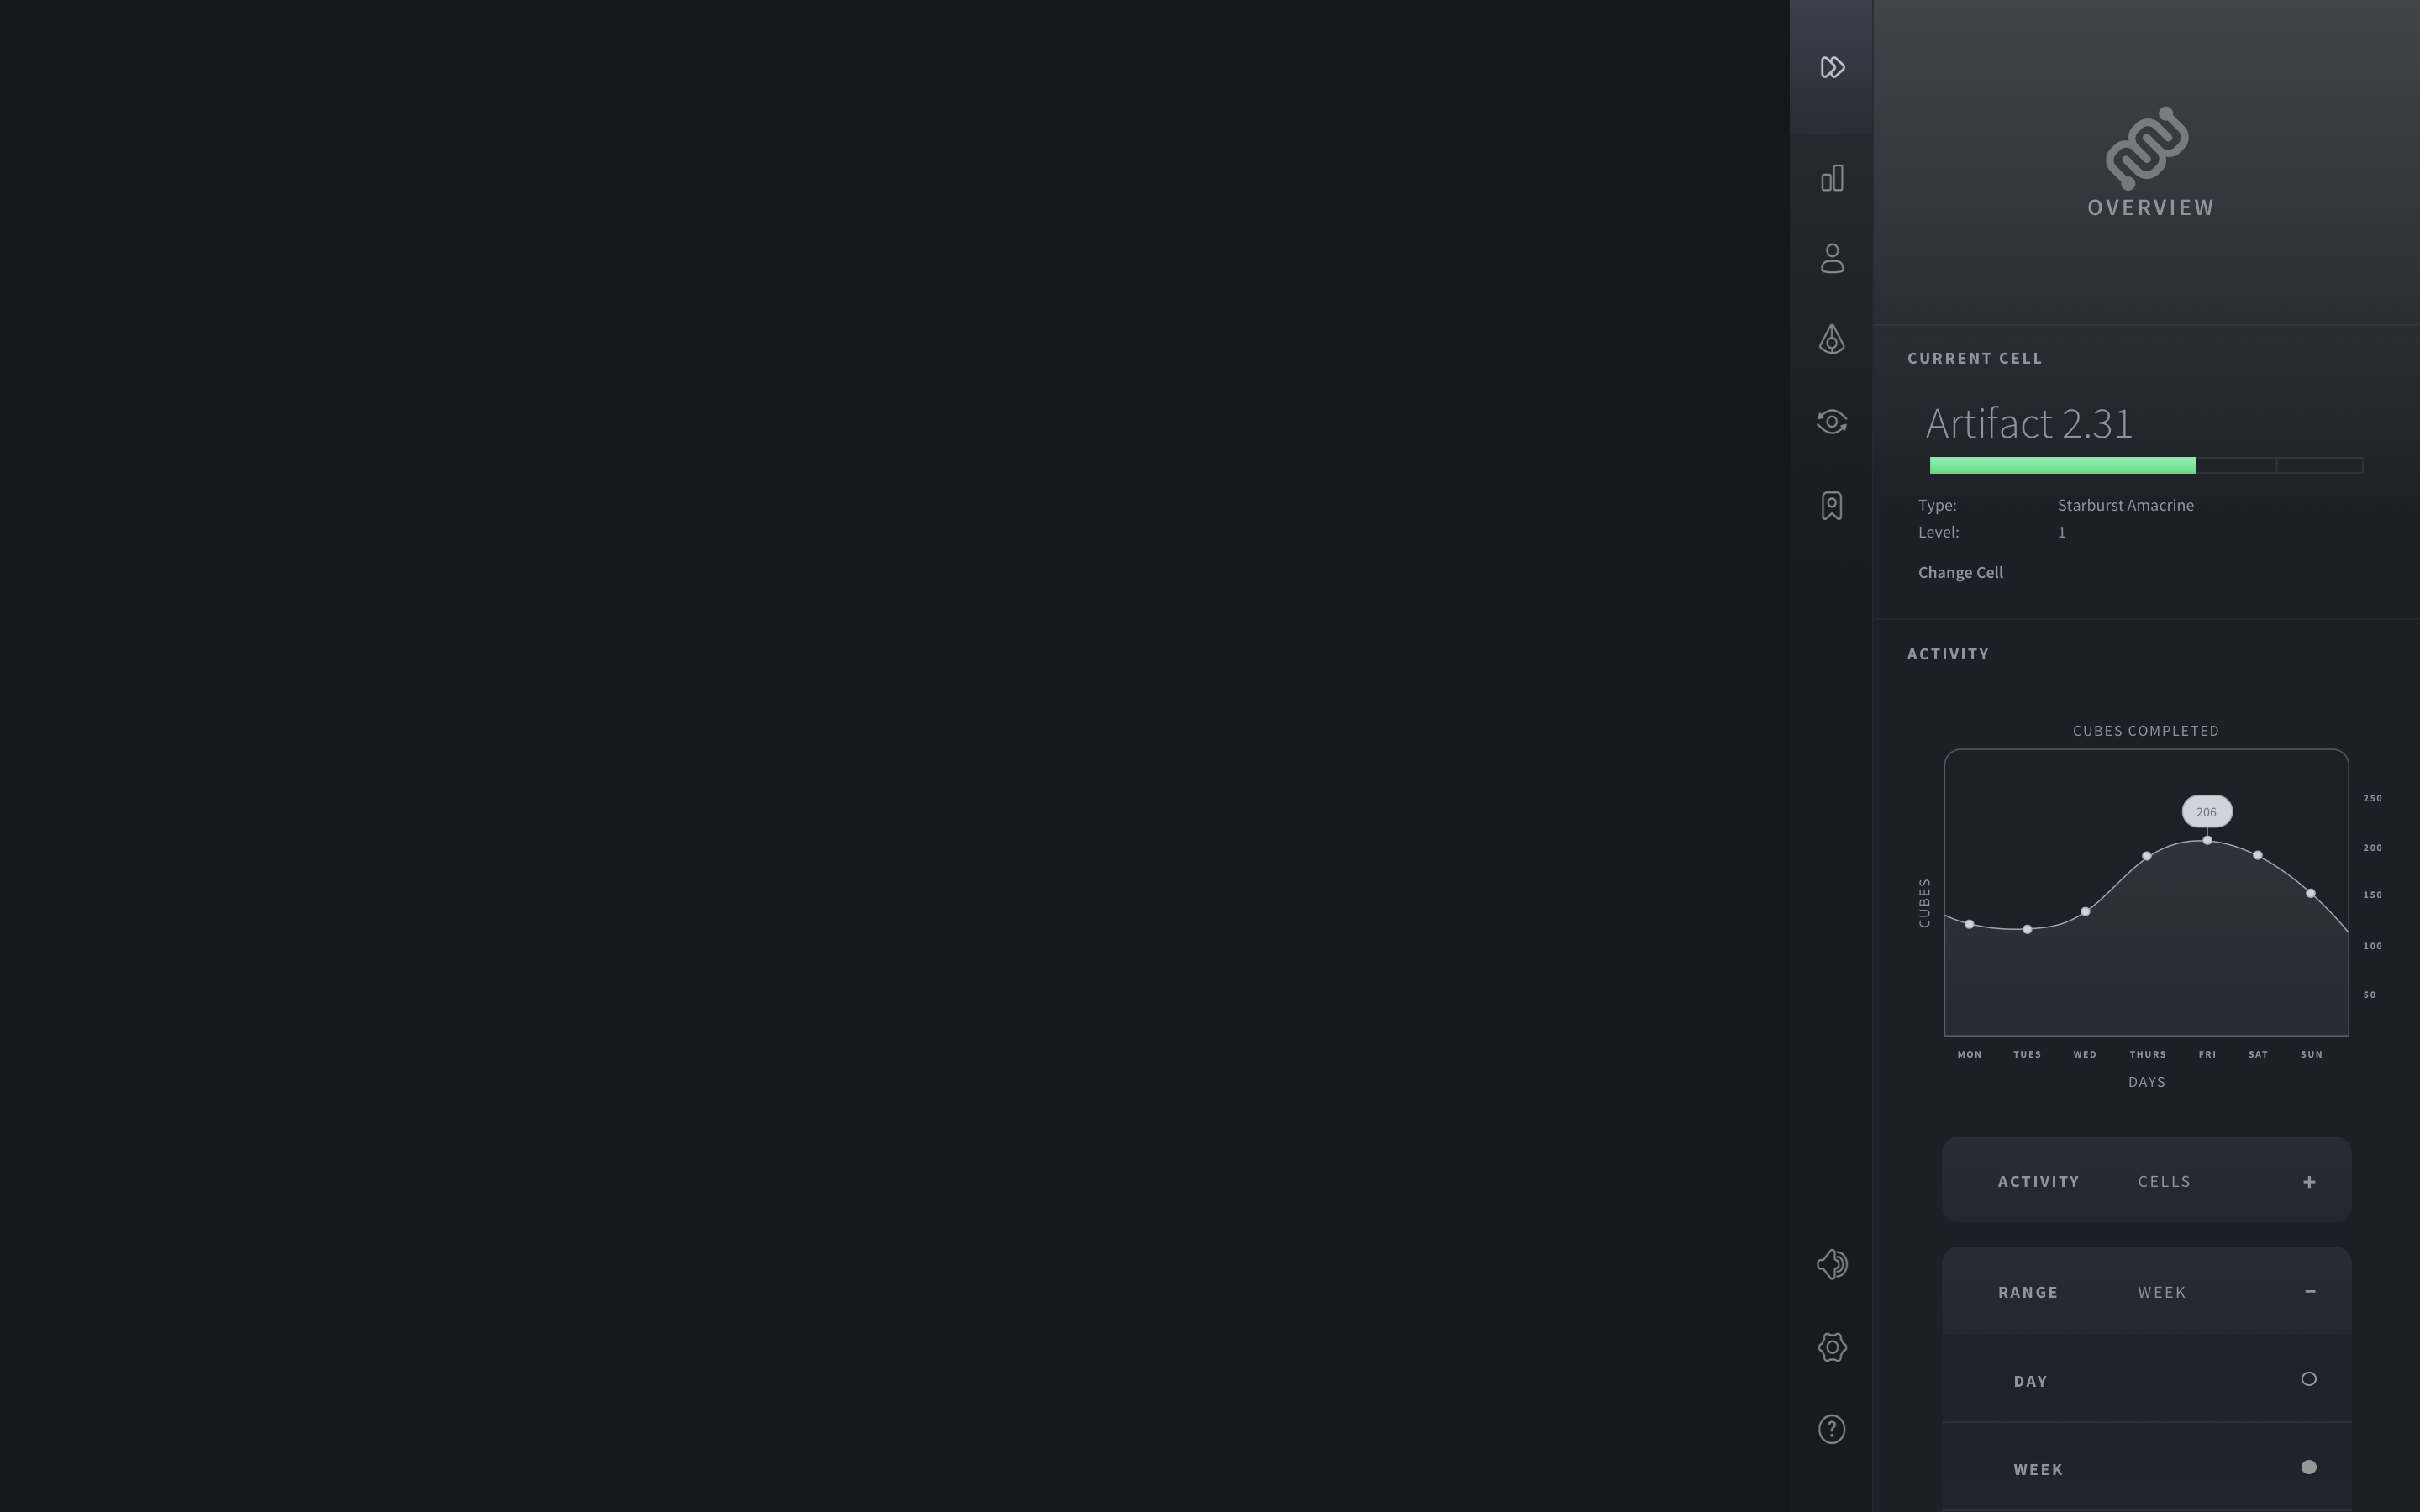 OVERVIEW
CURRENT CELL
Artifact 2.31
Type: Starburst Amacrine
Level: 1
Change Cell
ACTIVITY
CUBES COMPLETED
206
250
200
150
100
50
CUBES
MON TUES WED THURS FRI SAT SUN
DAYS
ACTIVITY CELLS +
RANGE WEEK −
DAY
WEEK